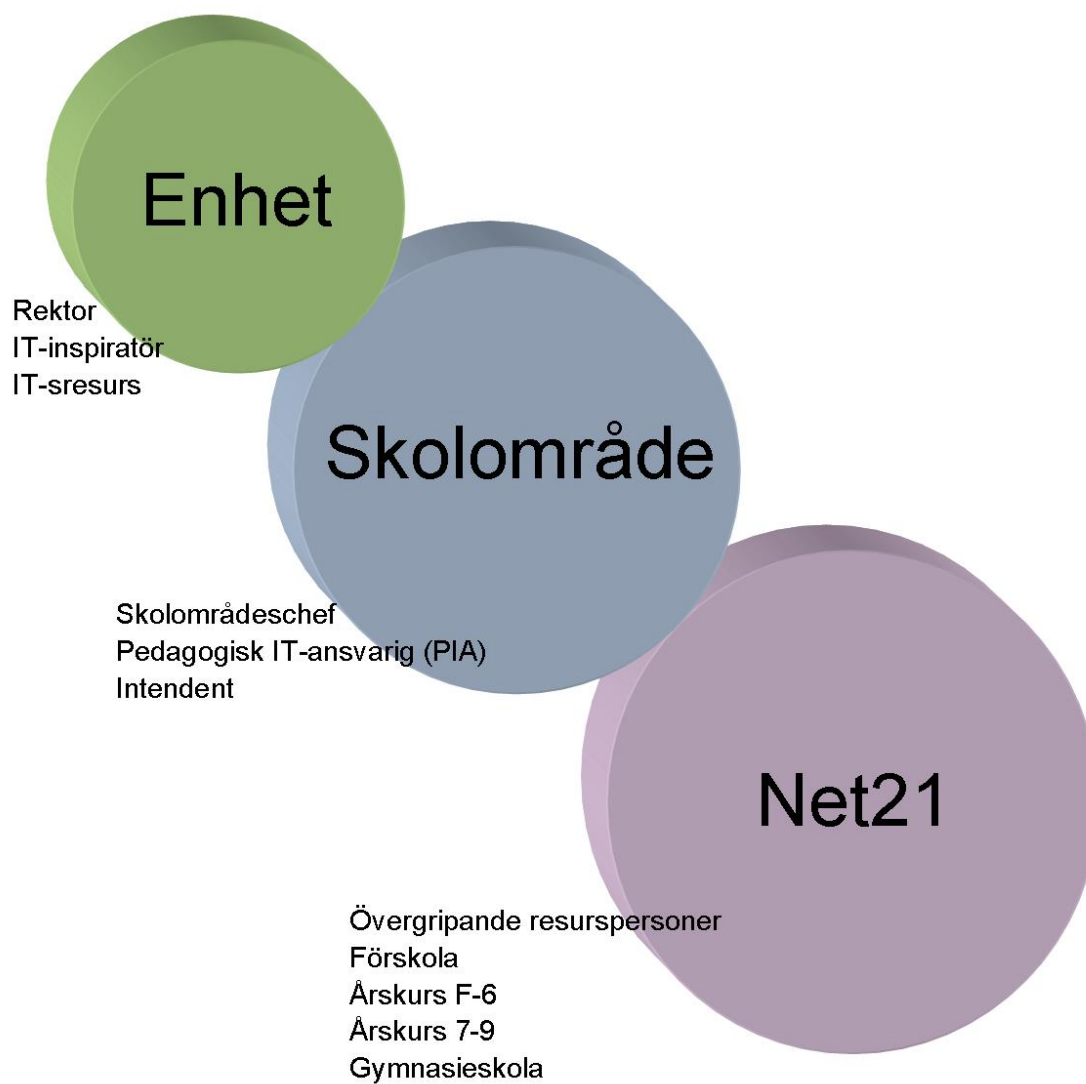 Enhet
Rektor
IT-inspiratör
IT-sresurs
Skolområde
Skolområdeschef
Pedagogisk IT-ansvarig (PIA)
Intendent
Net21
Övergripande resurspersoner
Förskola
Årskurs F-6
Årskurs 7-9
Gymnasieskola